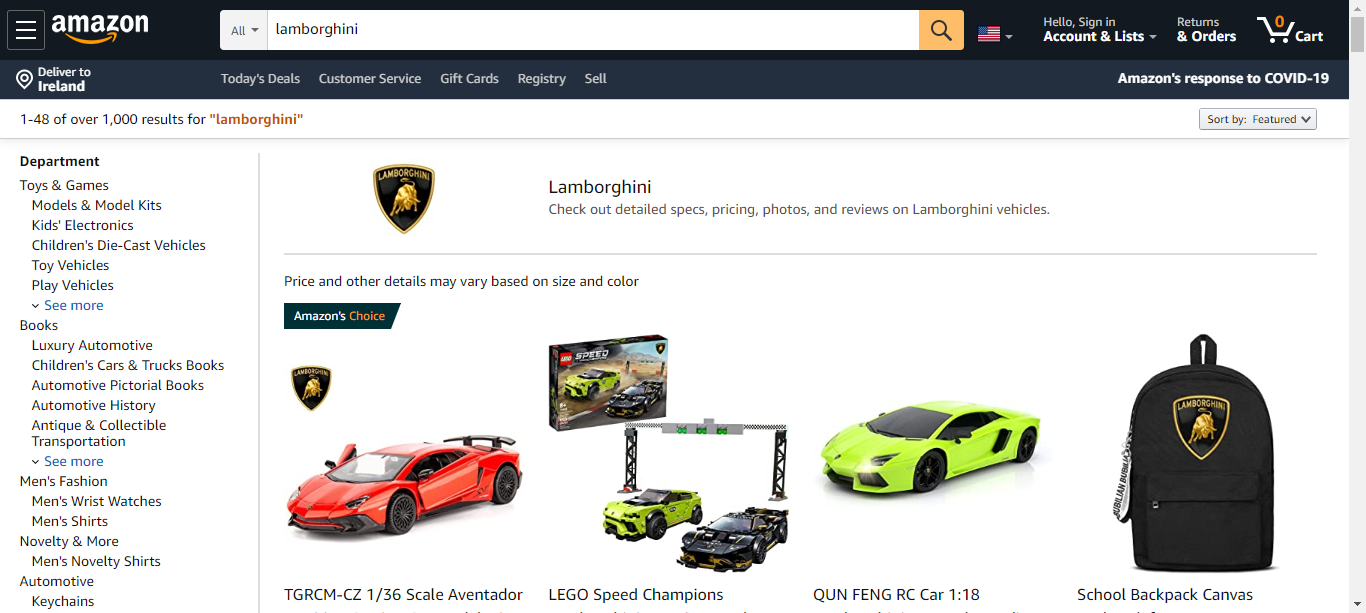 amazon
All
lamborghini
Hello, Sign in
Account & Lists
Returns
& Orders
0
Cart
Deliver to
Ireland
Today's Deals
Customer Service
Gift Cards
Registry
Sell
Amazon's response to COVID-19
1-48 of over 1,000 results for "lamborghini"
Sort by: Featured
Department
Toys & Games
Models & Model Kits
Kids' Electronics
Children's Die-Cast Vehicles
Toy Vehicles
Play Vehicles
See more
Books
Luxury Automotive
Children's Cars & Trucks Books
Automotive Pictorial Books
Automotive History
Antique & Collectible
Transportation
See more
Men's Fashion
Men's Wrist Watches
Men's Shirts
Novelty & More
Men's Novelty Shirts
Automotive
Keychains
LAMBORGHINI
Lamborghini
Check out detailed specs, pricing, photos, and reviews on Lamborghini vehicles.
Price and other details may vary based on size and color
Amazon's Choice
LAMBORGHINI
TGRCM-CZ 1/36 Scale Aventador
LEGO SPEED
LEGO Speed Champions
QUN FENG RC Car 1:18
LAMBORGHINI
School Backpack Canvas